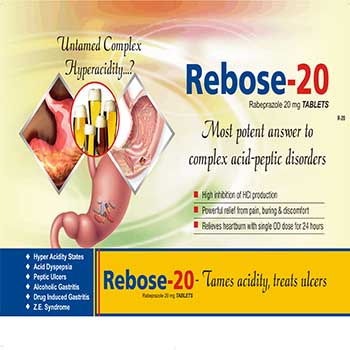 Untamed Complex
Hyperacidity...?
Rebose-20
Rabeprazole 20 mg TABLETS
R-20
Most potent answer to
complex acid-peptic disorders
High inhibition of HCl production
Powerful relief from pain, buring & discomfort
Relieves heartburn with single OD dose for 24 hours
Hyper Acidity States
Acid Dyspepsia
Peptic Ulcers
Alcoholic Gastritis
Drug Induced Gastritis
Z.E. Syndrome
Rebose-20 - Tames acidity, treats ulcers
Rabeprazole 20 mg TABLETS